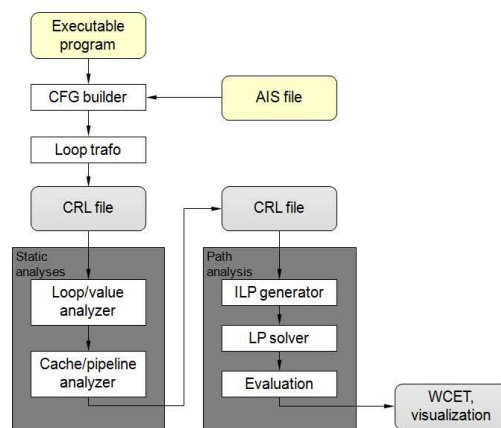 Executable
program
CFG builder
AIS file
Loop trafo
CRL file
CRL file
Static
analyses
Loop/value
analyzer
Cache/pipeline
analyzer
Path
analysis
ILP generator
LP solver
Evaluation
WCET,
visualization